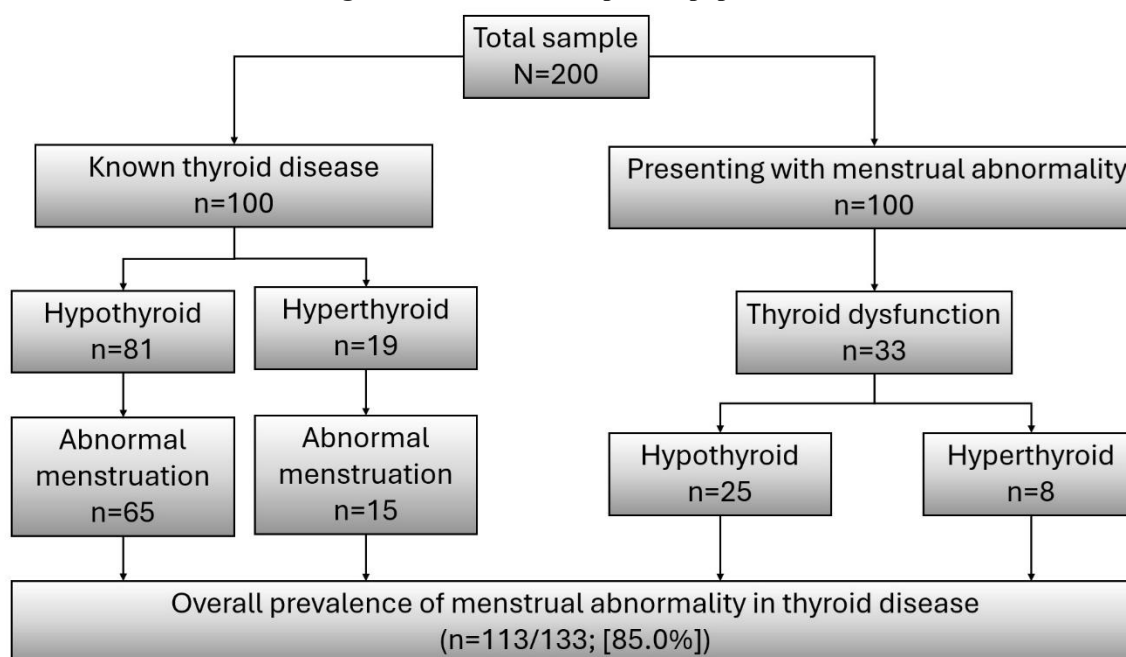 Total sample
N=200
Known thyroid disease
n=100
Presenting with menstrual abnormality
n=100
Hypothyroid
n=81
Hyperthyroid
n=19
Thyroid dysfunction
n=33
Abnormal
menstruation
n=65
Abnormal
menstruation
n=15
Hypothyroid
n=25
Hyperthyroid
n=8
Overall prevalence of menstrual abnormality in thyroid disease
(n=113/133; [85.0%])